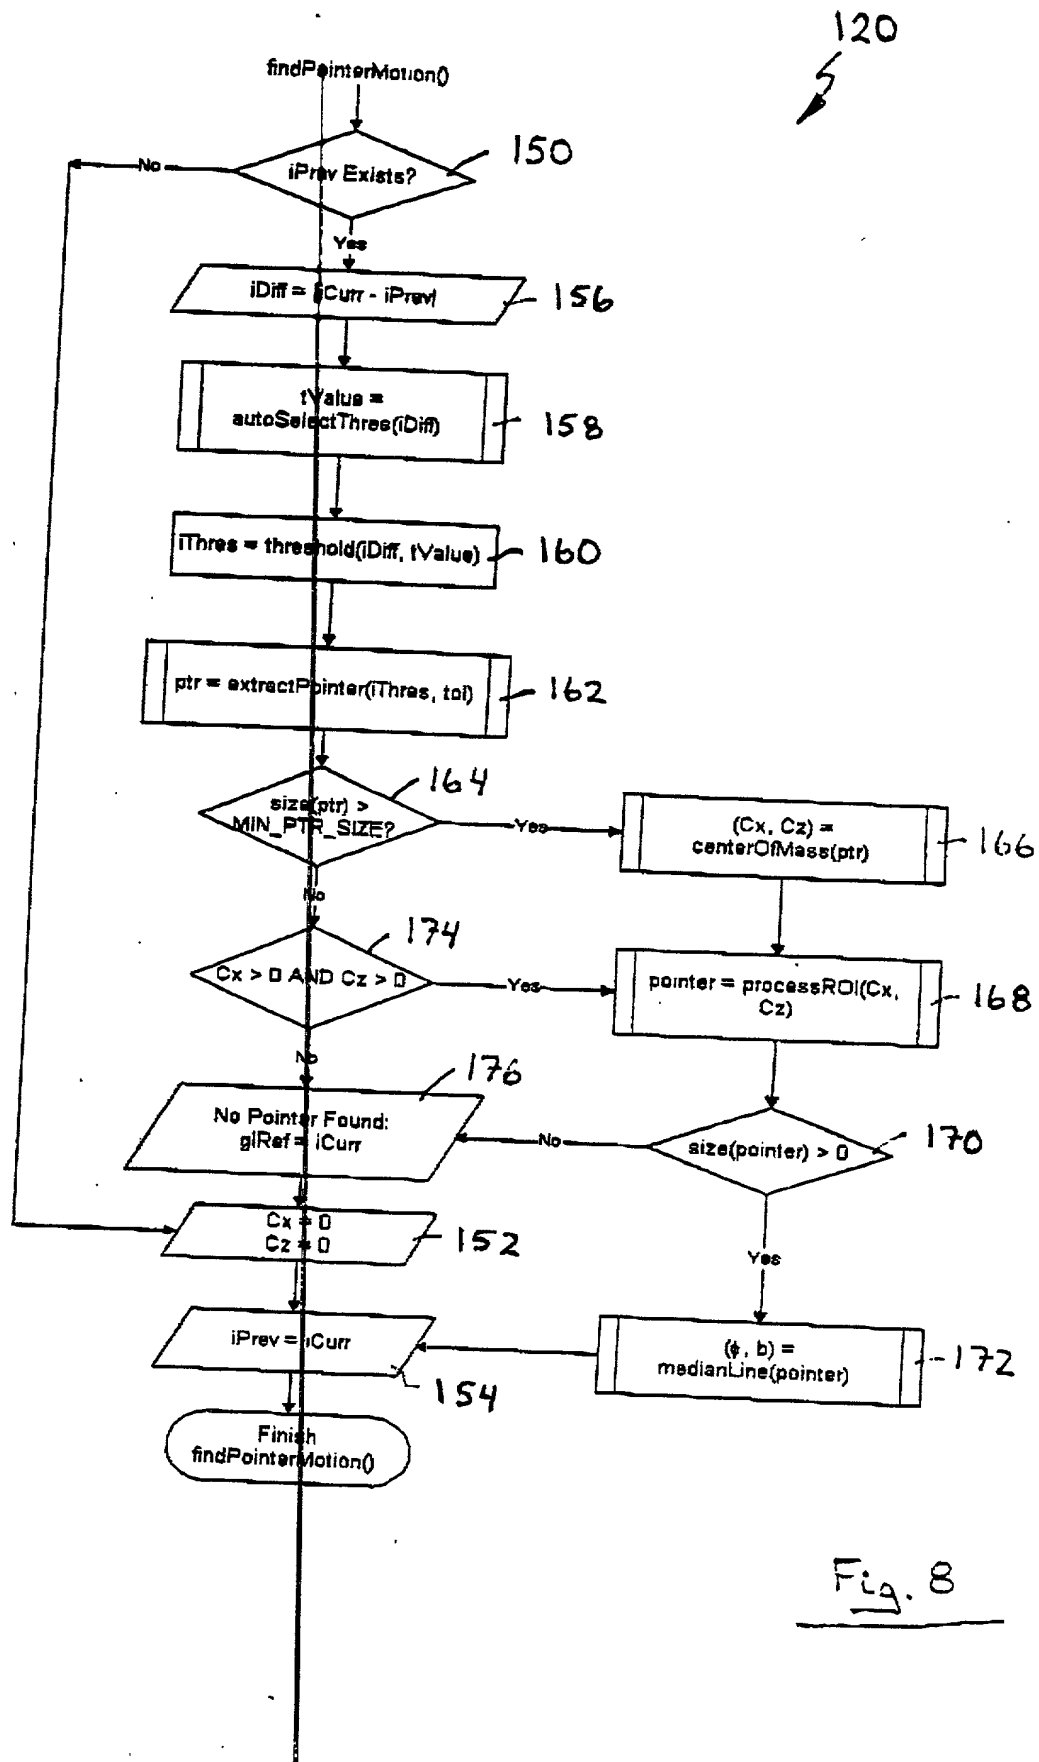 120
findPointerMotion()
150
No
iPrev Exists?
Yes
iDiff = |iCurr - iPrev|
156
tValue =
autoSelectThres(iDiff)
158
iThres = threshold(iDiff, tValue)
160
ptr = extractPointer(iThres, tol)
162
164
size(ptr) >
MIN_PTR_SIZE?
Yes
(Cx, Cz) =
centerOfMass(ptr)
166
No
174
Cx > 0 AND Cz > 0
Yes
pointer = processROI(Cx,
Cz)
168
No
176
No Pointer Found:
glRef = iCurr
No
size(pointer) > 0
170
Cx = 0
Cz = 0
152
Yes
iPrev = iCurr
154
(ϕ, b) =
medianLine(pointer)
172
Finish
findPointerMotion()
Fig. 8